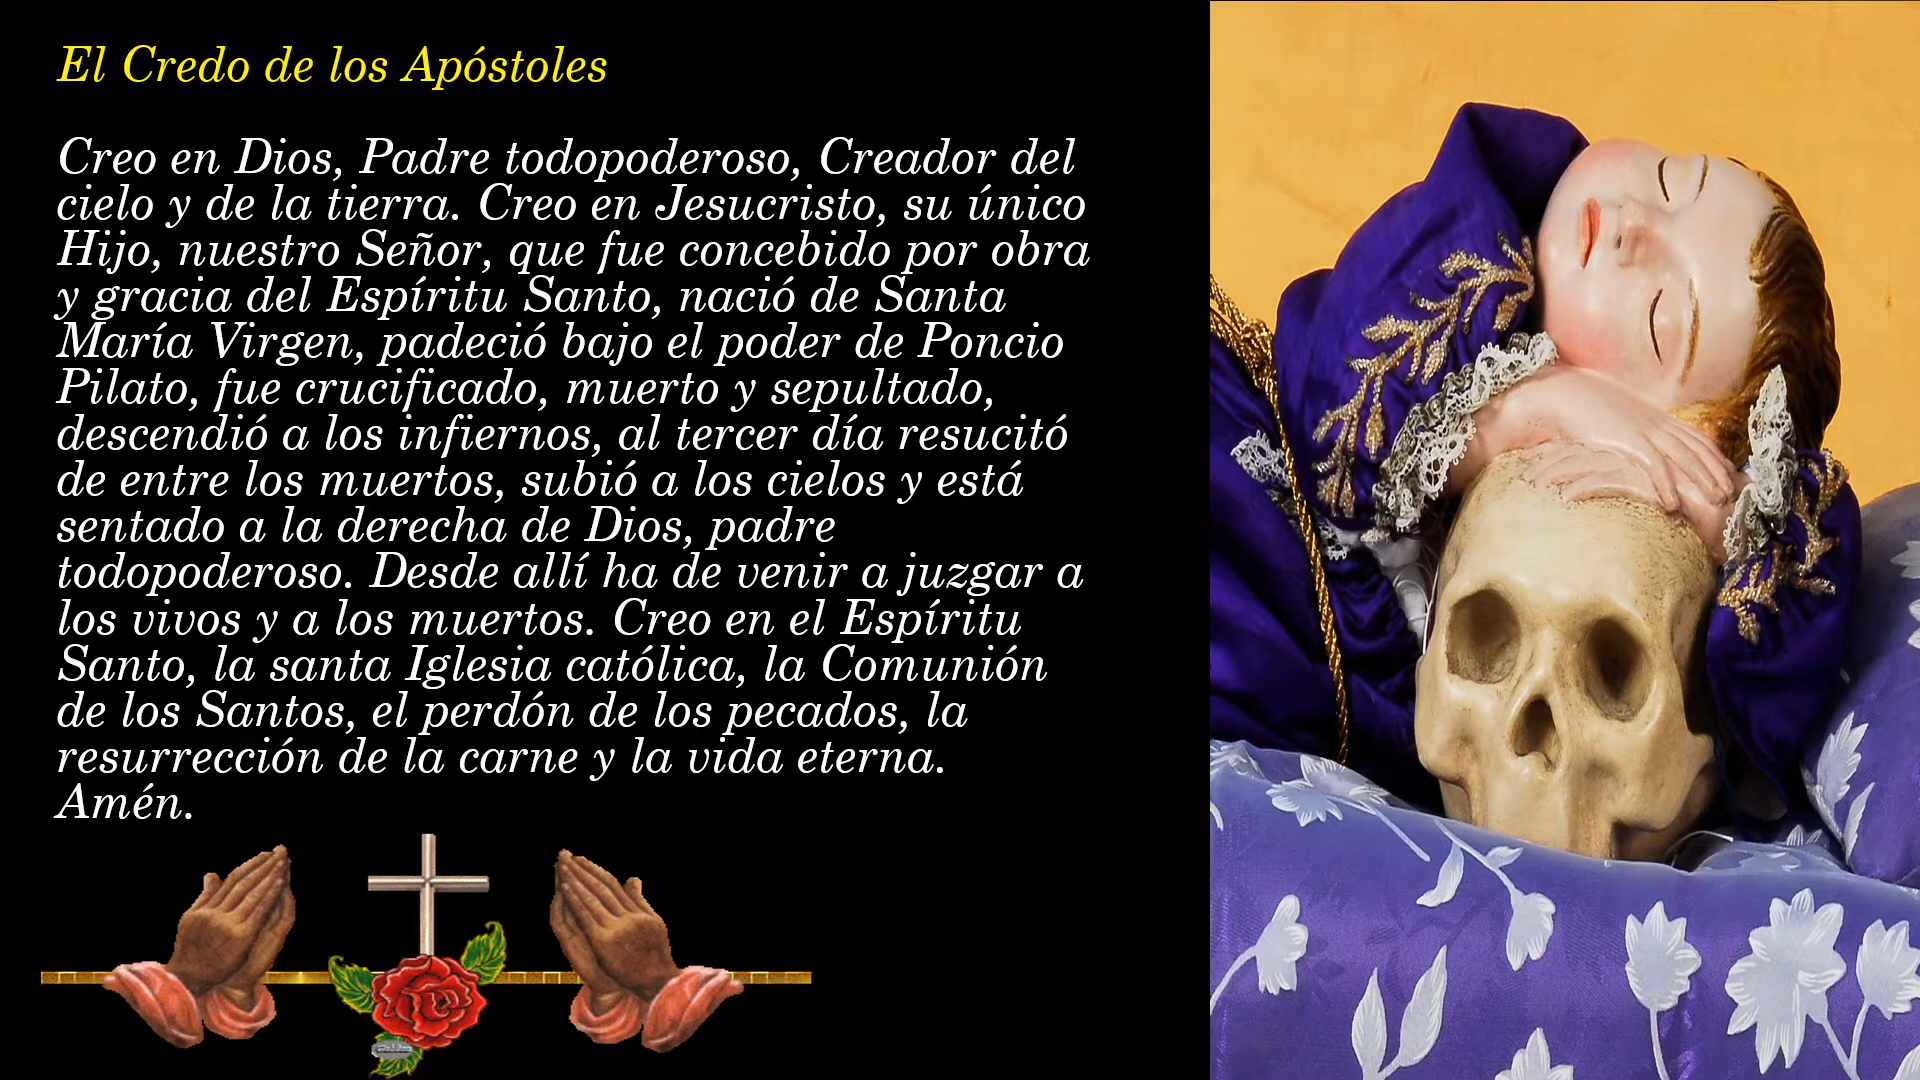 El Credo de los Apóstoles
Creo en Dios, Padre todopoderoso, Creador del
cielo y de la tierra. Creo en Jesucristo, su único
Hijo, nuestro Señor, que fue concebido por obra
y gracia del Espíritu Santo, nació de Santa
María Virgen, padeció bajo el poder de Poncio
Pilato, fue crucificado, muerto y sepultado,
descendió a los infiernos, al tercer día resucitó
de entre los muertos, subió a los cielos y está
sentado a la derecha de Dios, padre
todopoderoso. Desde allí ha de venir a juzgar a
los vivos y a los muertos. Creo en el Espíritu
Santo, la santa Iglesia católica, la Comunión
de los Santos, el perdón de los pecados, la
resurrección de la carne y la vida eterna.
Amén.